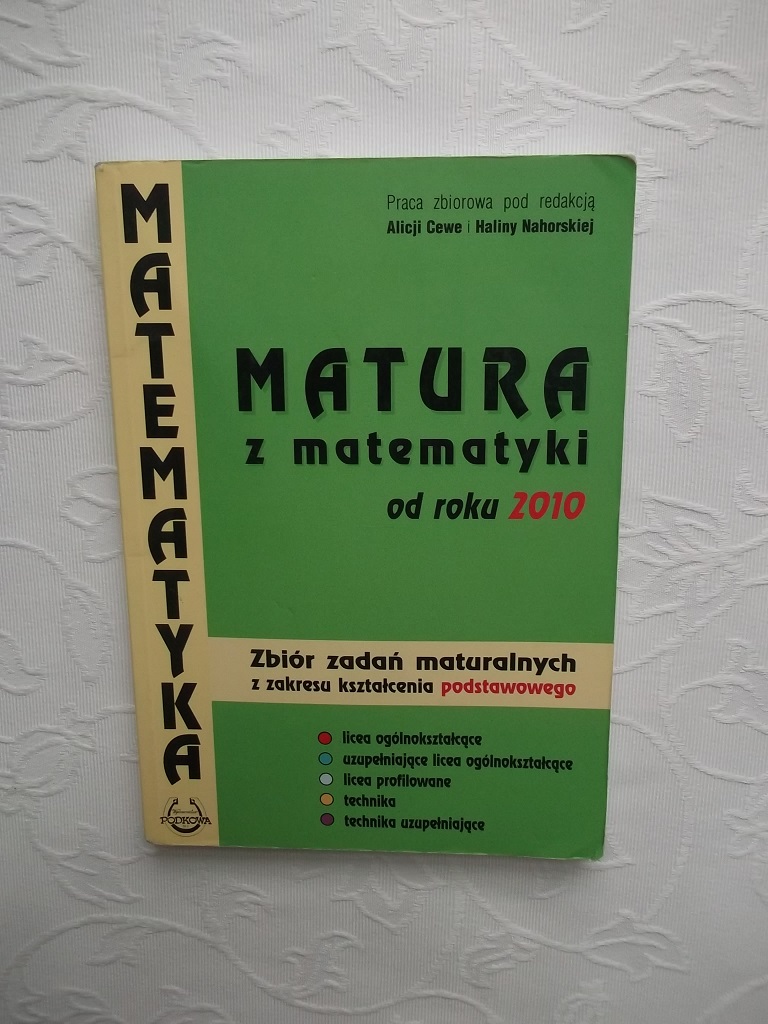 MATEMATYKA
Praca zbiorowa pod redakcją
Alicji Cewe i Haliny Nahorskiej
MATURA
z matematyki
od roku 2010
Zbiór zadań maturalnych
z zakresu kształcenia podstawowego
licea ogólnokształcące
uzupełniające licea ogólnokształcące
licea profilowane
technika
technika uzupełniające
PODKOWA